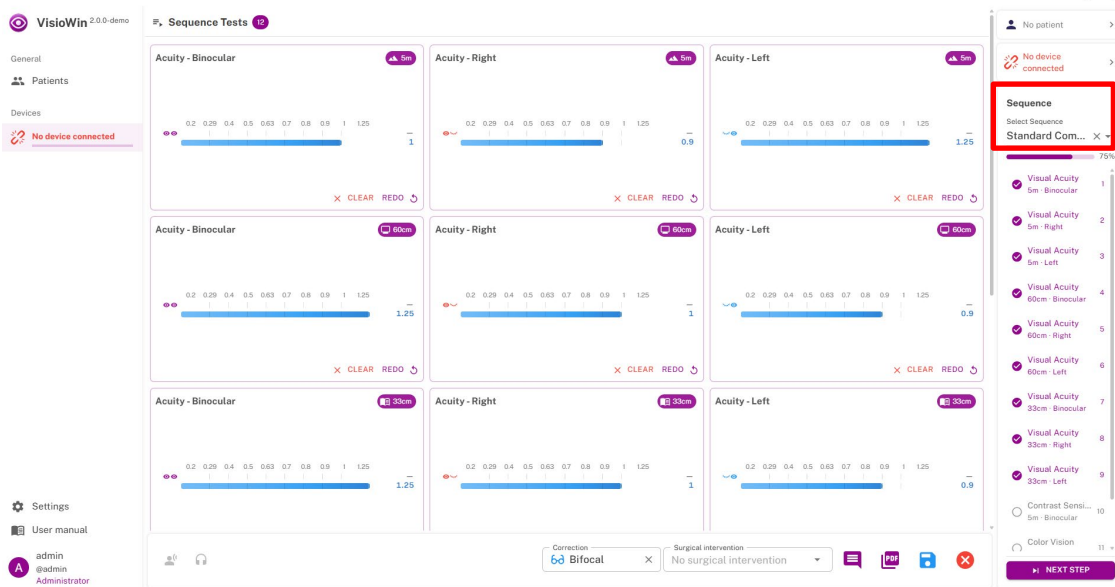 VisioWin 2.0.0-demo
General
Patients
Devices
No device connected
Settings
User manual
A
admin
@admin
Administrator
Sequence Tests 12
Acuity - Binocular 5m
0.2 0.29 0.4 0.5 0.63 0.7 0.8 0.9 1 1.25
—
1
CLEAR REDO
Acuity - Right 5m
0.2 0.29 0.4 0.5 0.63 0.7 0.8 0.9 1 1.25
—
0.9
CLEAR REDO
Acuity - Left 5m
0.2 0.29 0.4 0.5 0.63 0.7 0.8 0.9 1 1.25
—
1.25
CLEAR REDO
Acuity - Binocular 60cm
0.2 0.29 0.4 0.5 0.63 0.7 0.8 0.9 1 1.25
—
1.25
CLEAR REDO
Acuity - Right 60cm
0.2 0.29 0.4 0.5 0.63 0.7 0.8 0.9 1 1.25
—
1
CLEAR REDO
Acuity - Left 60cm
0.2 0.29 0.4 0.5 0.63 0.7 0.8 0.9 1 1.25
—
0.9
CLEAR REDO
Acuity - Binocular 33cm
0.2 0.29 0.4 0.5 0.63 0.7 0.8 0.9 1 1.25
—
1.25
Acuity - Right 33cm
0.2 0.29 0.4 0.5 0.63 0.7 0.8 0.9 1 1.25
—
1
Acuity - Left 33cm
0.2 0.29 0.4 0.5 0.63 0.7 0.8 0.9 1 1.25
—
0.9
Correction
Bifocal
Surgical intervention
No surgical intervention
PDF
No patient
No device
connected
Sequence
Select Sequence
Standard Com...
75%
Visual Acuity 1
5m · Binocular
Visual Acuity 2
5m · Right
Visual Acuity 3
5m · Left
Visual Acuity 4
60cm · Binocular
Visual Acuity 5
60cm · Right
Visual Acuity 6
60cm · Left
Visual Acuity 7
33cm · Binocular
Visual Acuity 8
33cm · Right
Visual Acuity 9
33cm · Left
Contrast Sensi... 10
5m · Binocular
Color Vision 11
NEXT STEP